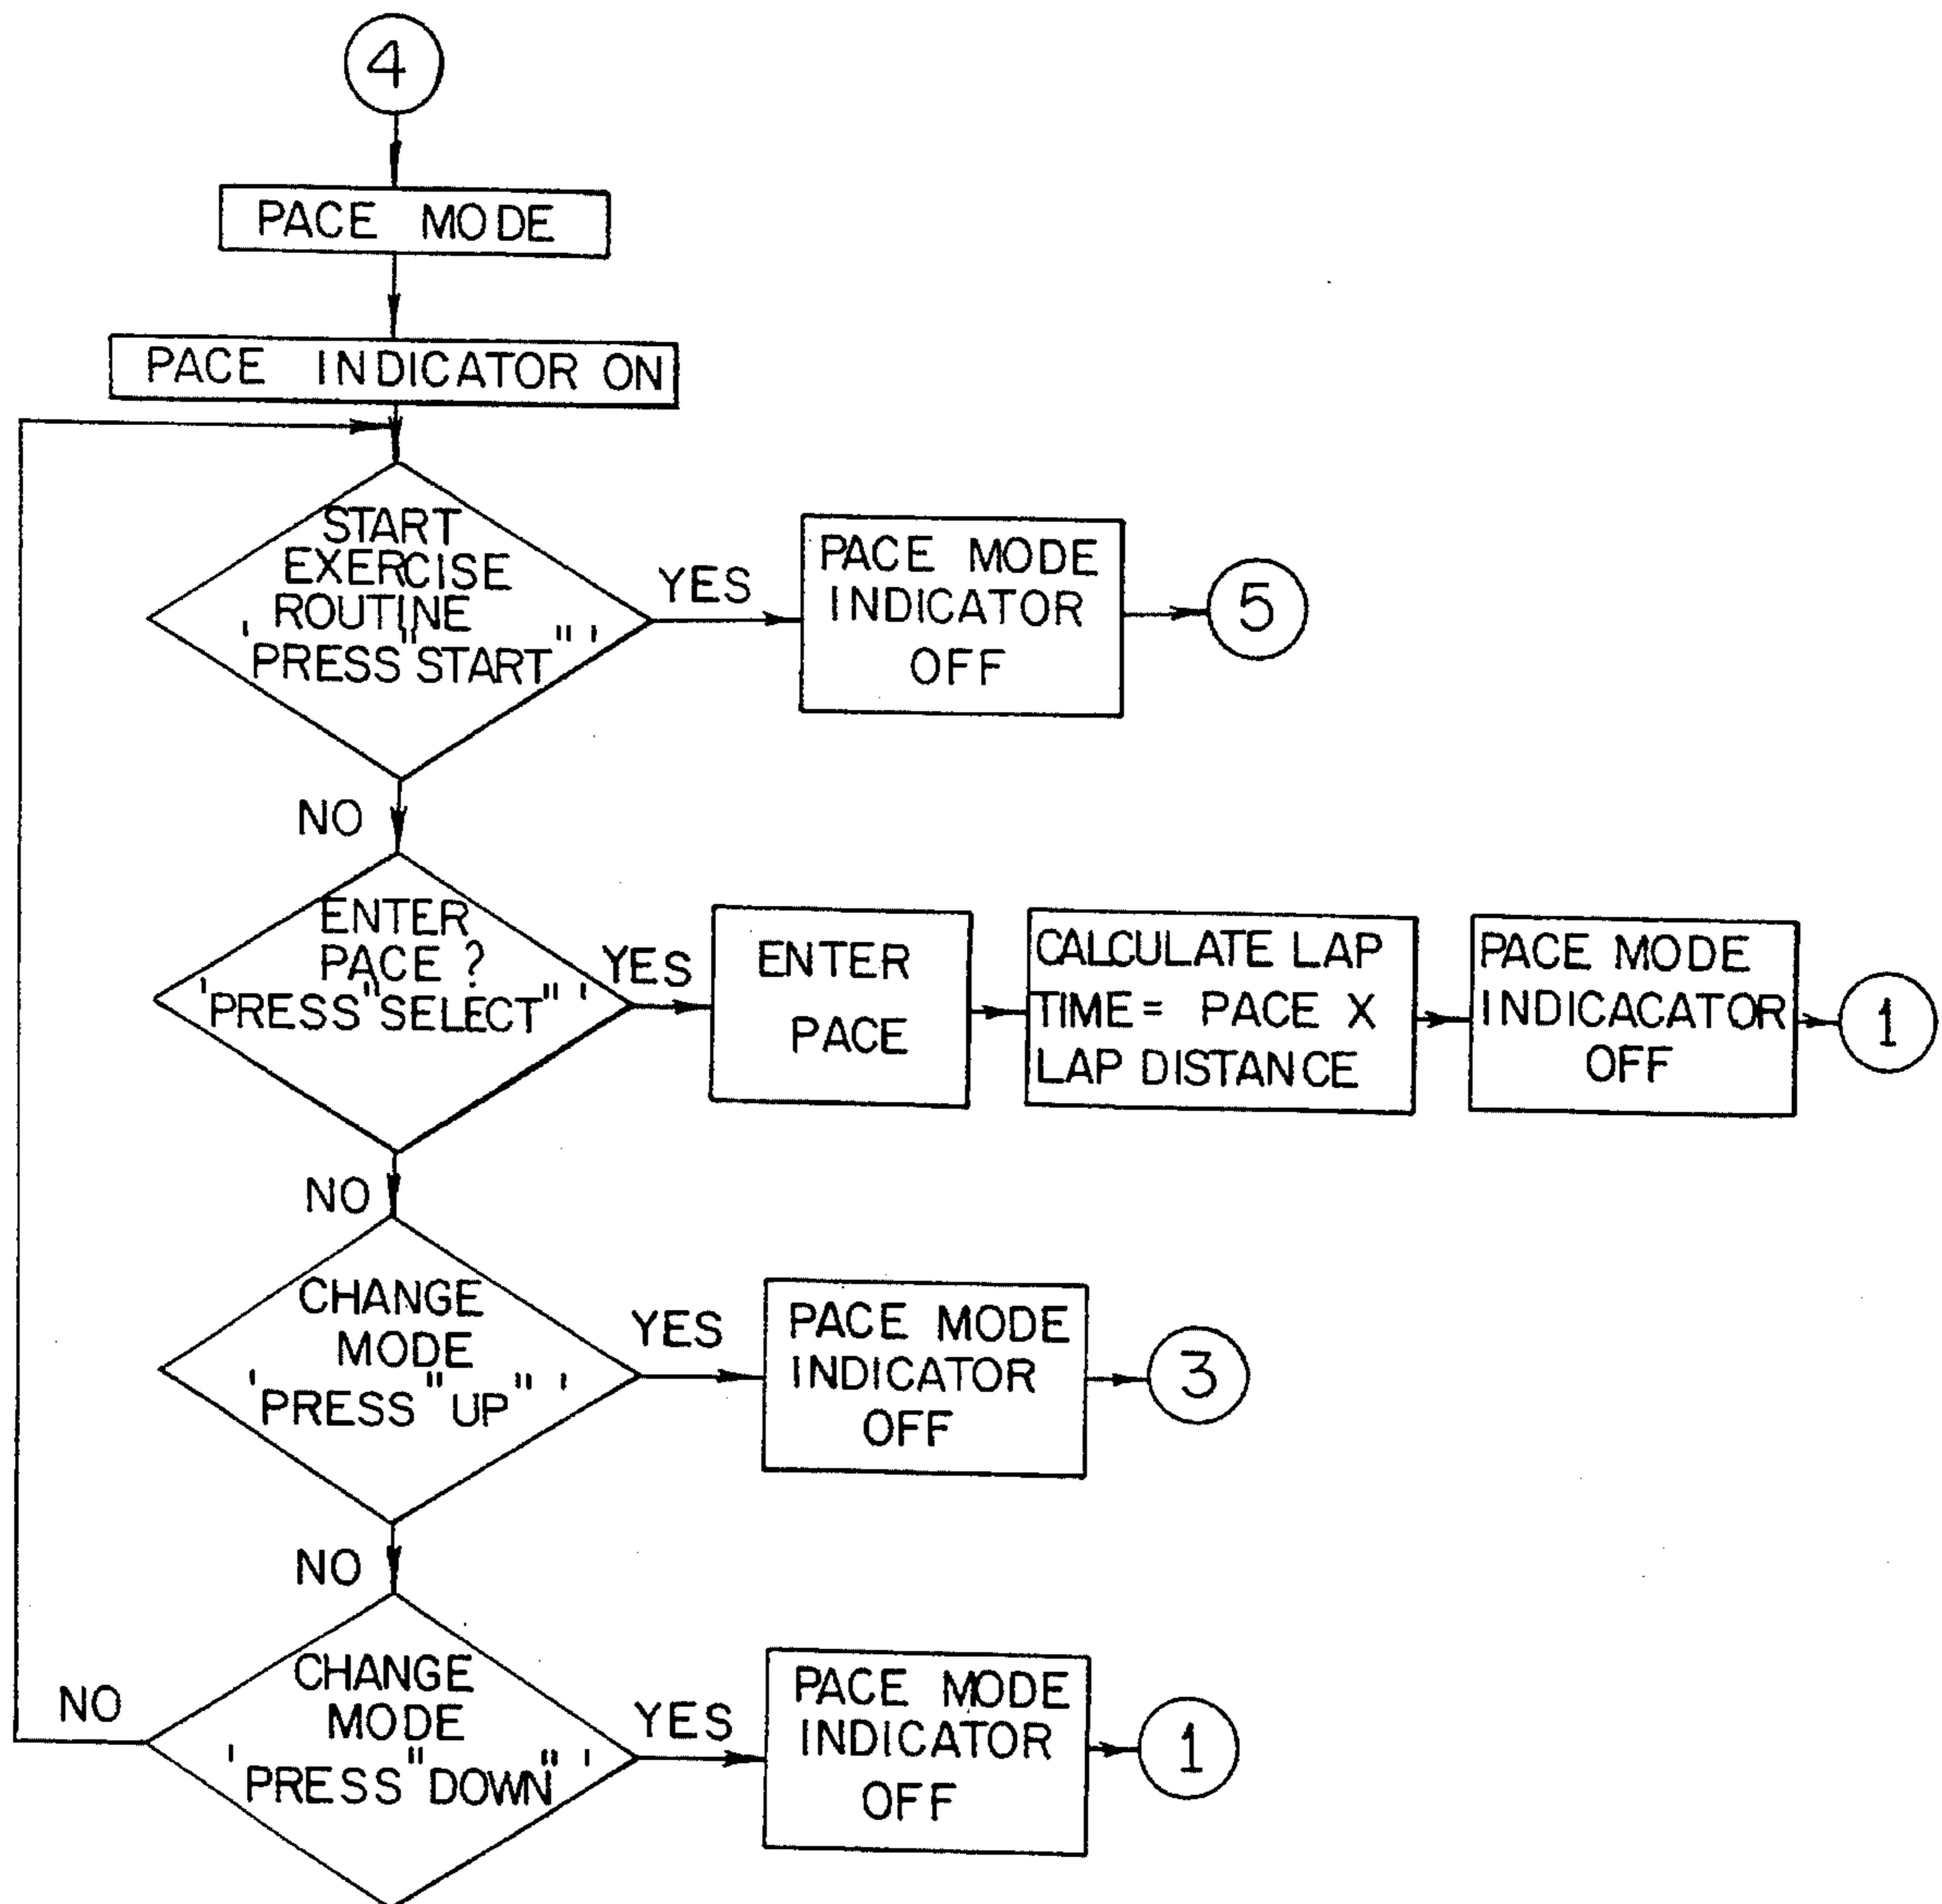 4
PACE MODE
PACE INDICATOR ON
START
EXERCISE
ROUTINE
'PRESS "START" '
YES
PACE MODE
INDICATOR
OFF
5
NO
ENTER
PACE ?
'PRESS "SELECT" '
YES
ENTER
PACE
CALCULATE LAP
TIME = PACE X
LAP DISTANCE
PACE MODE
INDICACATOR
OFF
1
NO
CHANGE
MODE
'PRESS "UP" '
YES
PACE MODE
INDICATOR
OFF
3
NO
CHANGE
MODE
'PRESS "DOWN" '
NO
YES
PACE MODE
INDICATOR
OFF
1